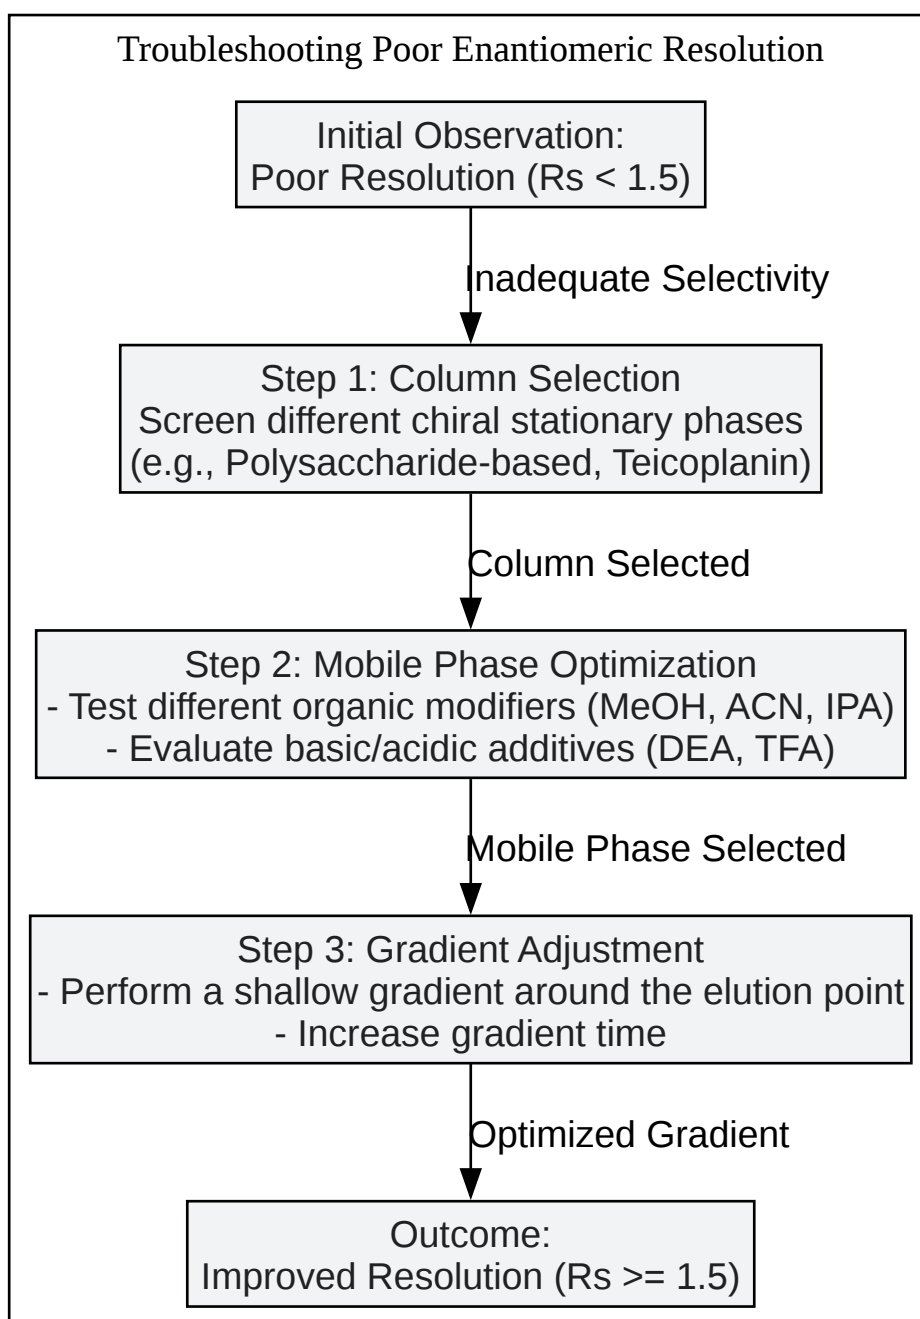 Troubleshooting Poor Enantiomeric Resolution
Initial Observation:
Poor Resolution (Rs < 1.5)
Inadequate Selectivity
Step 1: Column Selection
Screen different chiral stationary phases
(e.g., Polysaccharide-based, Teicoplanin)
Column Selected
Step 2: Mobile Phase Optimization
- Test different organic modifiers (MeOH, ACN, IPA)
- Evaluate basic/acidic additives (DEA, TFA)
Mobile Phase Selected
Step 3: Gradient Adjustment
- Perform a shallow gradient around the elution point
- Increase gradient time
Optimized Gradient
Outcome:
Improved Resolution (Rs >= 1.5)